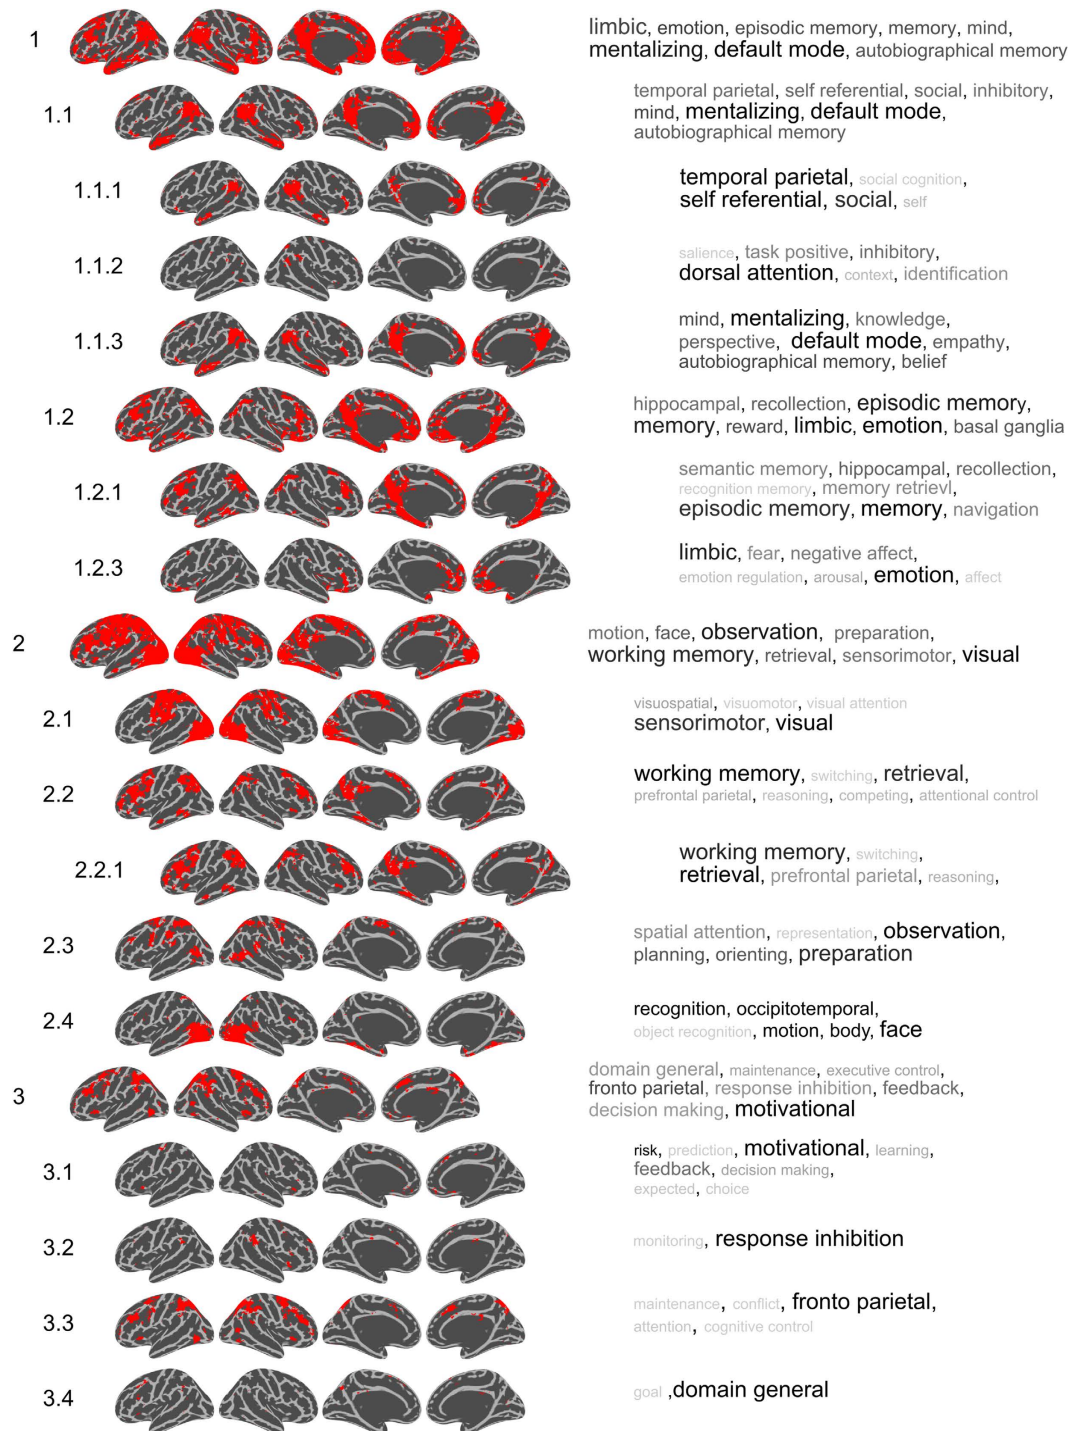 1
limbic, emotion, episodic memory, memory, mind,
mentalizing, default mode, autobiographical memory
1.1
temporal parietal, self referential, social, inhibitory,
mind, mentalizing, default mode,
autobiographical memory
1.1.1
temporal parietal, social cognition,
self referential, social, self
1.1.2
salience, task positive, inhibitory,
dorsal attention, context, identification
1.1.3
mind, mentalizing, knowledge,
perspective, default mode, empathy,
autobiographical memory, belief
1.2
hippocampal, recollection, episodic memory,
memory, reward, limbic, emotion, basal ganglia
1.2.1
semantic memory, hippocampal, recollection,
recognition memory, memory retrievl,
episodic memory, memory, navigation
1.2.3
limbic, fear, negative affect,
emotion regulation, arousal, emotion, affect
2
motion, face, observation, preparation,
working memory, retrieval, sensorimotor, visual
2.1
visuospatial, visuomotor, visual attention
sensorimotor, visual
2.2
working memory, switching, retrieval,
prefrontal parietal, reasoning, competing, attentional control
2.2.1
working memory, switching,
retrieval, prefrontal parietal, reasoning,
2.3
spatial attention, representation, observation,
planning, orienting, preparation
2.4
recognition, occipitotemporal,
object recognition, motion, body, face
3
domain general, maintenance, executive control,
fronto parietal, response inhibition, feedback,
decision making, motivational
3.1
risk, prediction, motivational, learning,
feedback, decision making,
expected, choice
3.2
monitoring, response inhibition
3.3
maintenance, conflict, fronto parietal,
attention, cognitive control
3.4
goal ,domain general